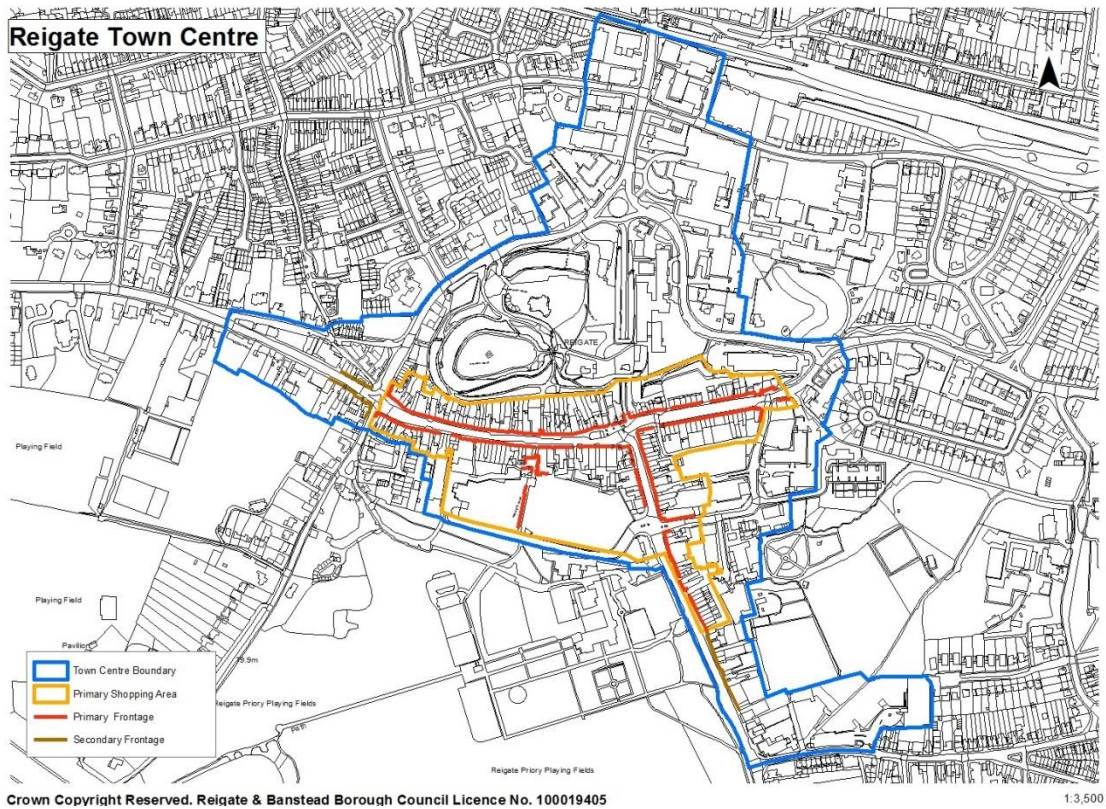 Reigate Town Centre
REIGATE
Playing Field
Playing Field
Pavilion
79.9m
Town Centre Boundary
Primary Shopping Area
Primary Frontage
Secondary Frontage
Reigate Priory Playing Fields
Reigate Priory Playing Fields
Crown Copyright Reserved. Reigate & Banstead Borough Council Licence No. 100019405
1:3,500